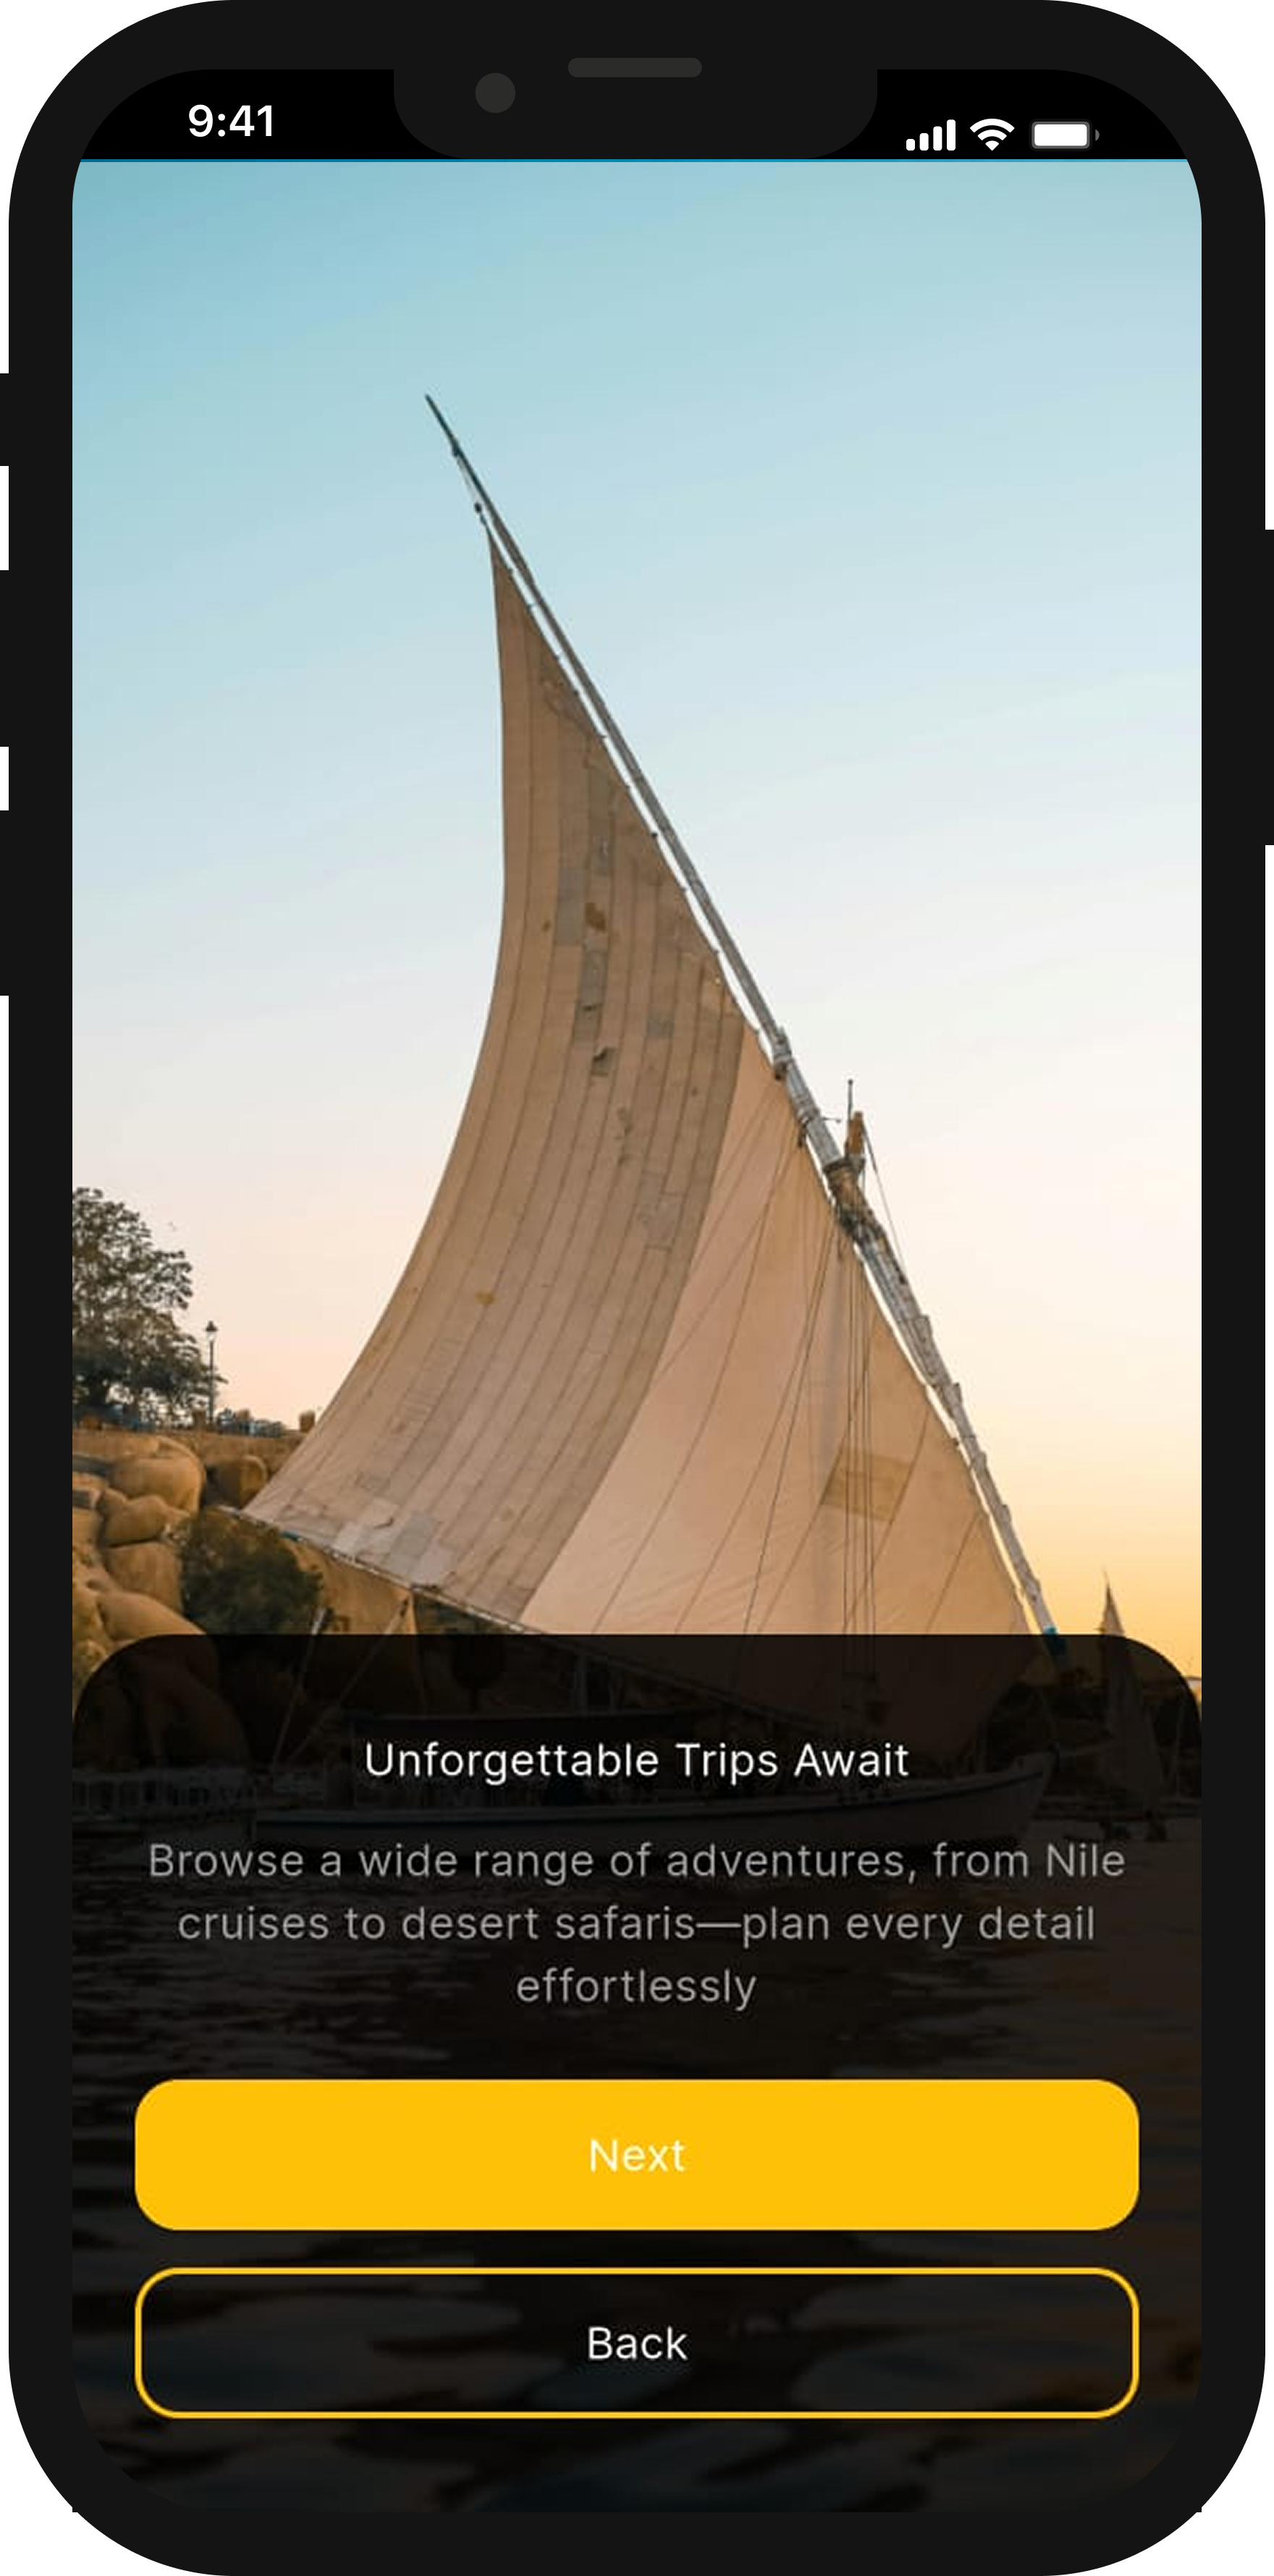 9:41
Unforgettable Trips Await
Browse a wide range of adventures, from Nile
cruises to desert safaris—plan every detail
effortlessly
Next
Back